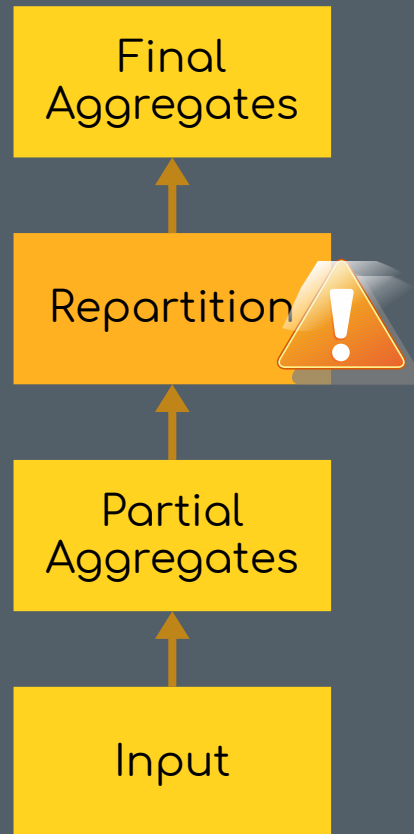 Final
Aggregates
Repartition
Partial
Aggregates
Input